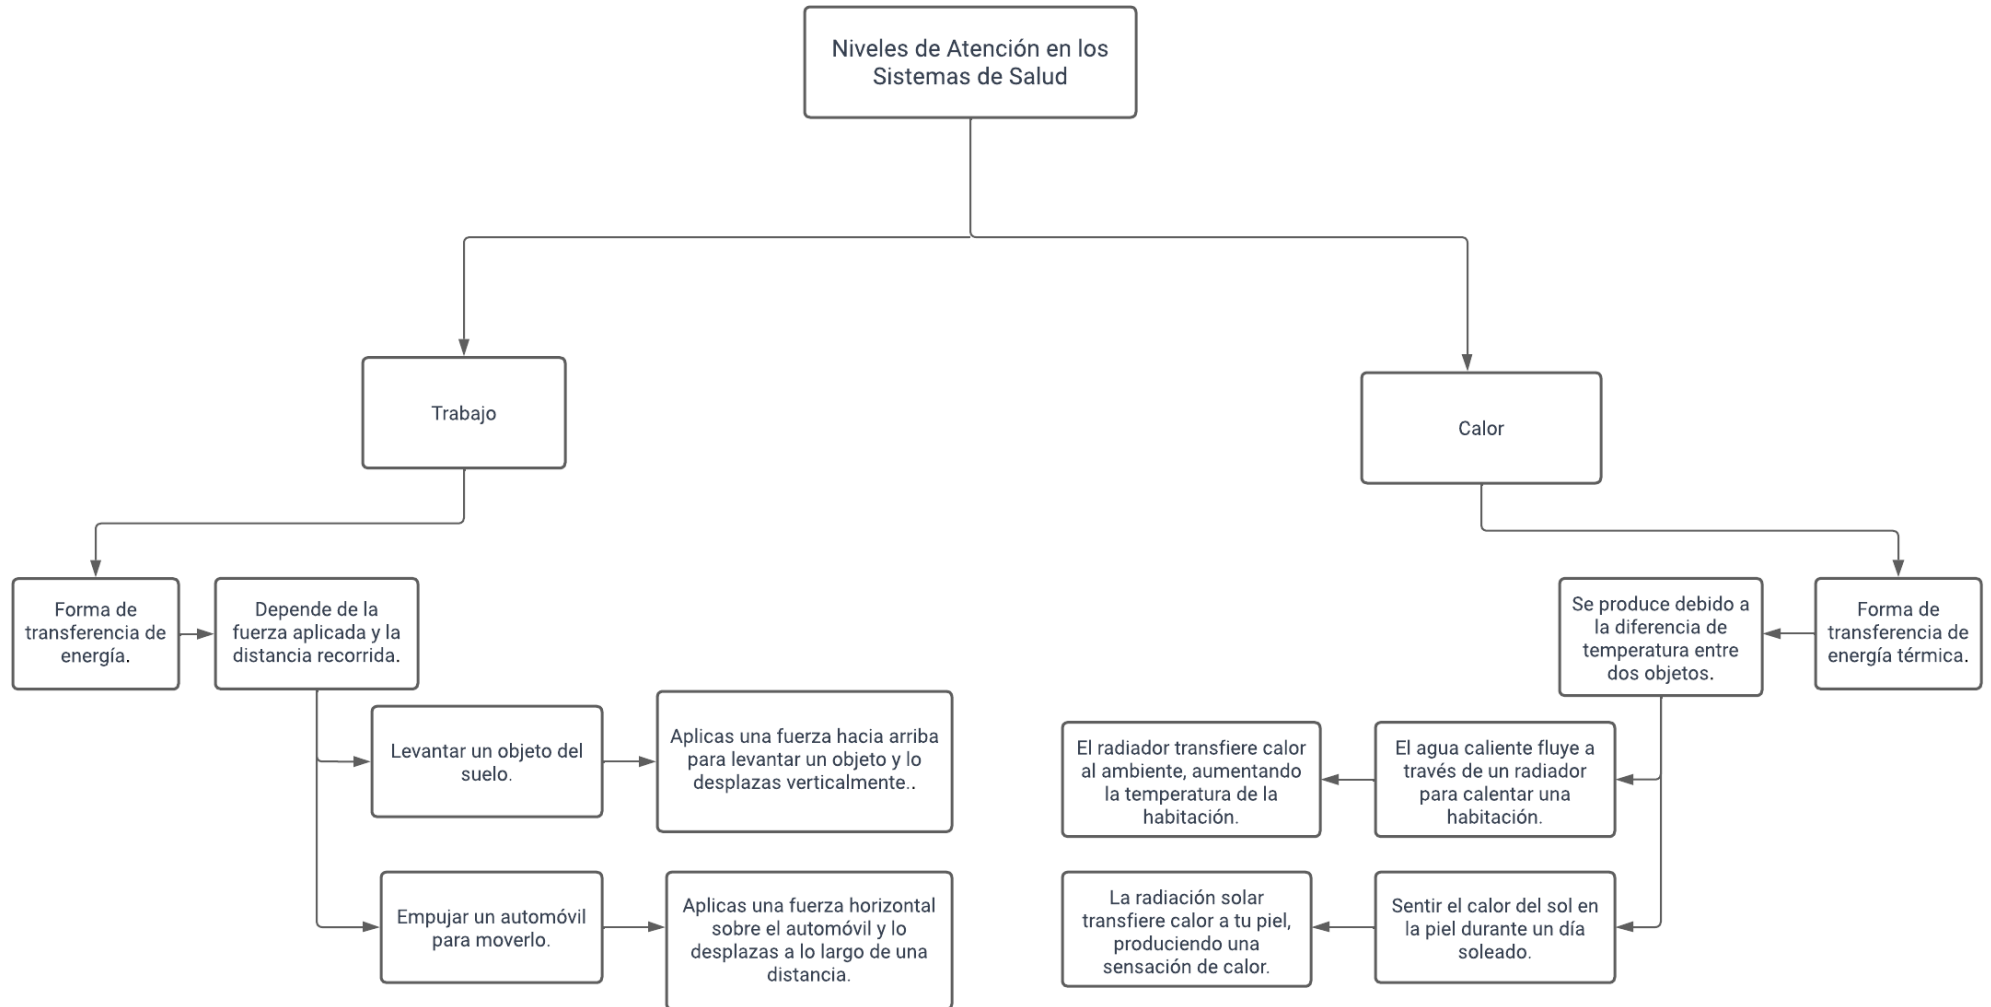 Niveles de Atención en los
Sistemas de Salud
Trabajo
Calor
Forma de
transferencia de
energía.
Depende de la
fuerza aplicada y la
distancia recorrida.
Se produce debido a
la diferencia de
temperatura entre
dos objetos.
Forma de
transferencia de
energía térmica.
Levantar un objeto del
suelo.
Aplicas una fuerza hacia arriba
para levantar un objeto y lo
desplazas verticalmente..
El radiador transfiere calor
al ambiente, aumentando
la temperatura de la
habitación.
El agua caliente fluye a
través de un radiador
para calentar una
habitación.
Empujar un automóvil
para moverlo.
Aplicas una fuerza horizontal
sobre el automóvil y lo
desplazas a lo largo de una
distancia.
La radiación solar
transfiere calor a tu piel,
produciendo una
sensación de calor.
Sentir el calor del sol en
la piel durante un día
soleado.